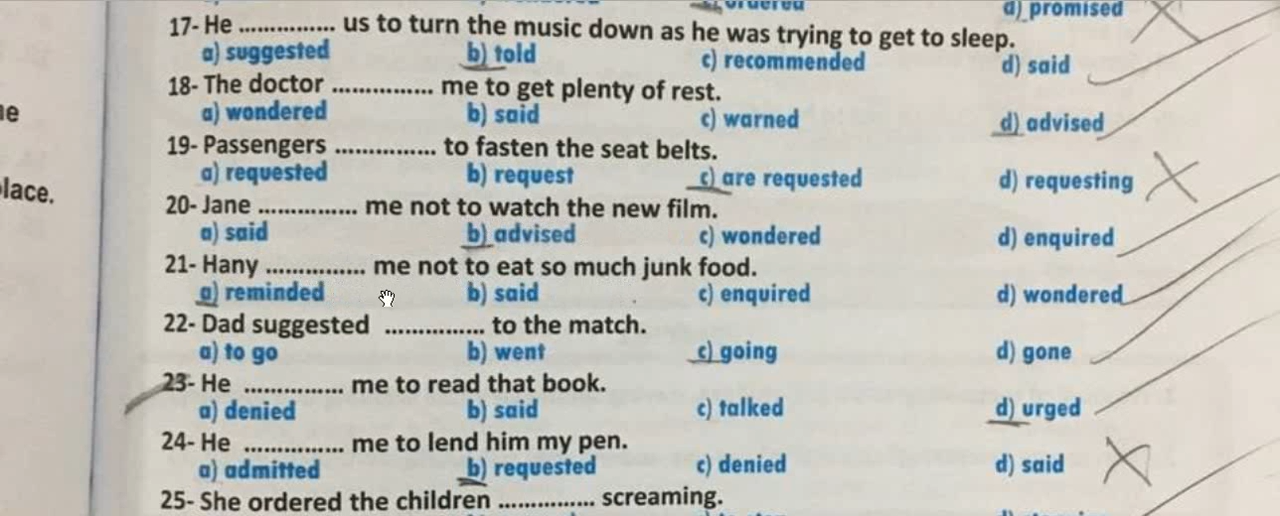 ordered d) promised
17- He ............... us to turn the music down as he was trying to get to sleep.
a) suggested b) told c) recommended d) said
18- The doctor ............... me to get plenty of rest.
a) wondered b) said c) warned d) advised
ne
19- Passengers ............... to fasten the seat belts.
a) requested b) request c) are requested d) requesting
lace.
20- Jane ............... me not to watch the new film.
a) said b) advised c) wondered d) enquired
21- Hany ............... me not to eat so much junk food.
a) reminded b) said c) enquired d) wondered
22- Dad suggested ............... to the match.
a) to go b) went c) going d) gone
23- He ............... me to read that book.
a) denied b) said c) talked d) urged
24- He ............... me to lend him my pen.
a) admitted b) requested c) denied d) said
25- She ordered the children ............... screaming.